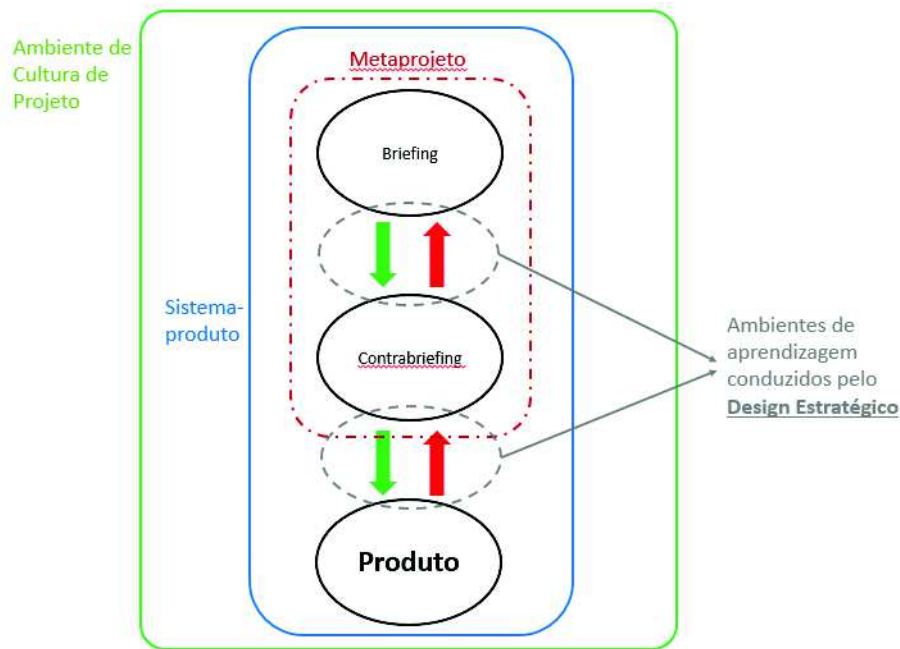 Ambiente de
Cultura de
Projeto
Metaprojeto
Briefing
Sistema-
produto
Contrabriefing
Ambientes de
aprendizagem
conduzidos pelo
Design Estratégico
Produto